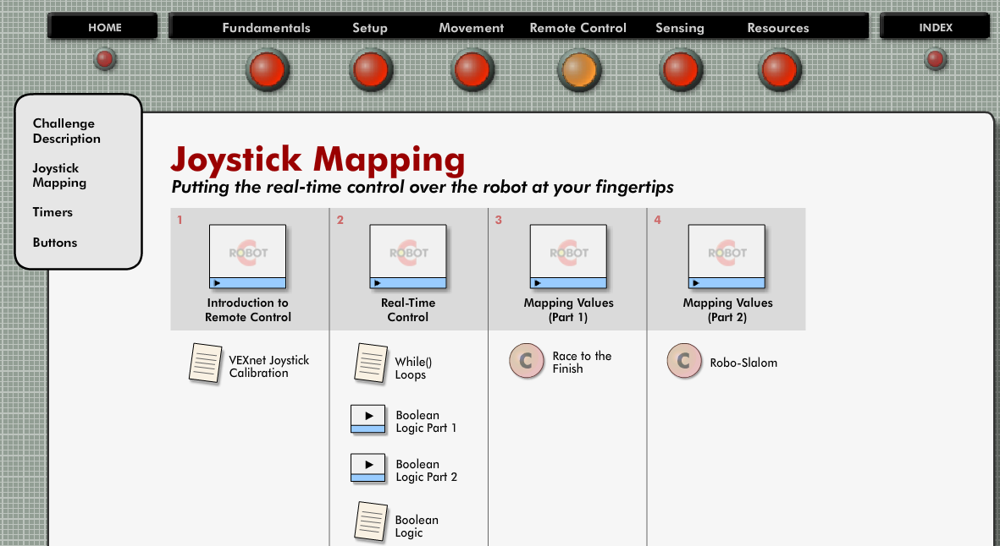 HOME
Fundamentals Setup Movement Remote Control Sensing Resources
INDEX
Challenge
Description
Joystick
Mapping
Timers
Buttons
Joystick Mapping
Putting the real-time control over the robot at your fingertips
1
ROBOT C
Introduction to
Remote Control
2
ROBOT C
Real-Time
Control
3
ROBOT C
Mapping Values
(Part 1)
4
ROBOT C
Mapping Values
(Part 2)
VEXnet Joystick
Calibration
While()
Loops
Boolean
Logic Part 1
Boolean
Logic Part 2
Boolean
Logic
C
Race to the
Finish
C
Robo-Slalom